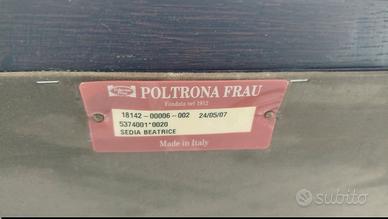 POLTRONA FRAU
Fondata nel 1912
18142-00006-002 24/05/07
5374001*0020
SEDIA BEATRICE
Made in Italy
subito